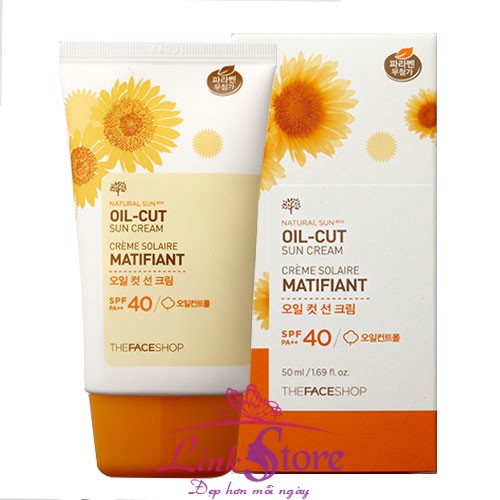 파라벤
무첨가
NATURAL SUN ECO
OIL-CUT
SUN CREAM
CRÈME SOLAIRE
MATIFIANT
오일 컷 선 크림
SPF 40
PA++
오일컨트롤
THEFACESHOP
파라벤
무첨가
NATURAL SUN ECO
OIL-CUT
SUN CREAM
CRÈME SOLAIRE
MATIFIANT
오일 컷 선 크림
SPF 40
PA++
오일컨트롤
50 ml / 1.69 fl. oz.
THEFACESHOP
Link Store
Đẹp hơn mỗi ngày